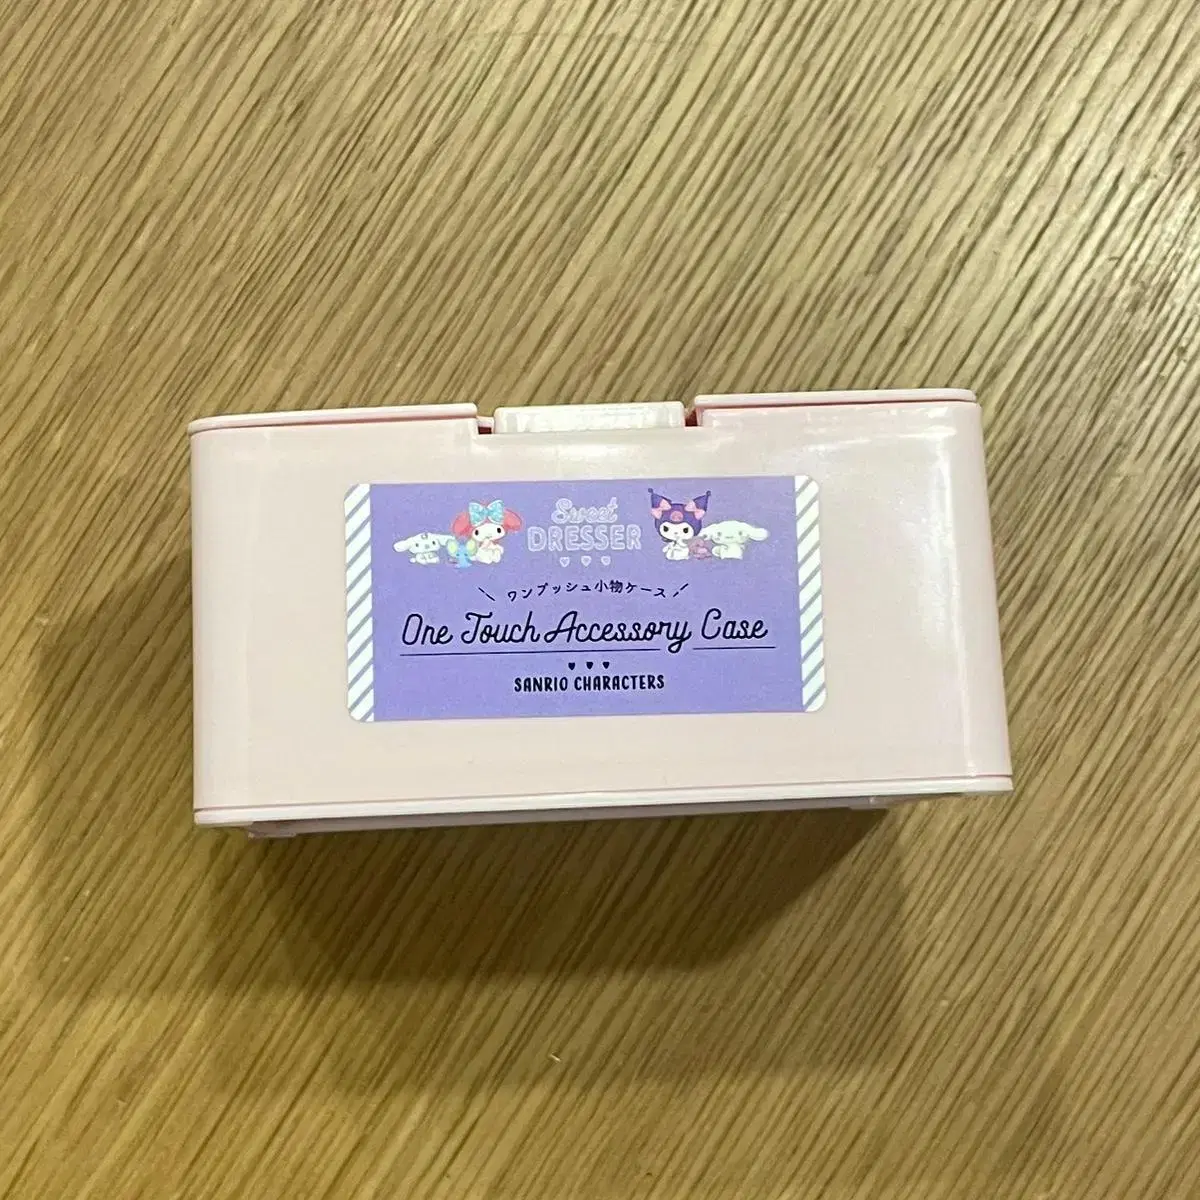 Sweet
DRESSER
ワンプッシュ小物ケース
One Touch Accessory Case
SANRIO CHARACTERS